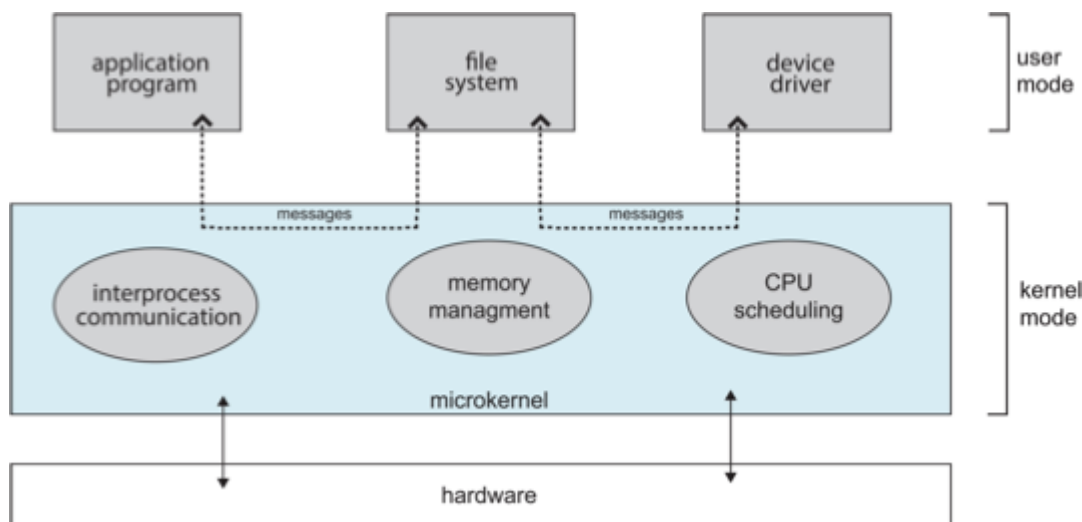 application
program
file
system
device
driver
user
mode
messages
messages
interprocess
communication
memory
managment
CPU
scheduling
kernel
mode
microkernel
hardware